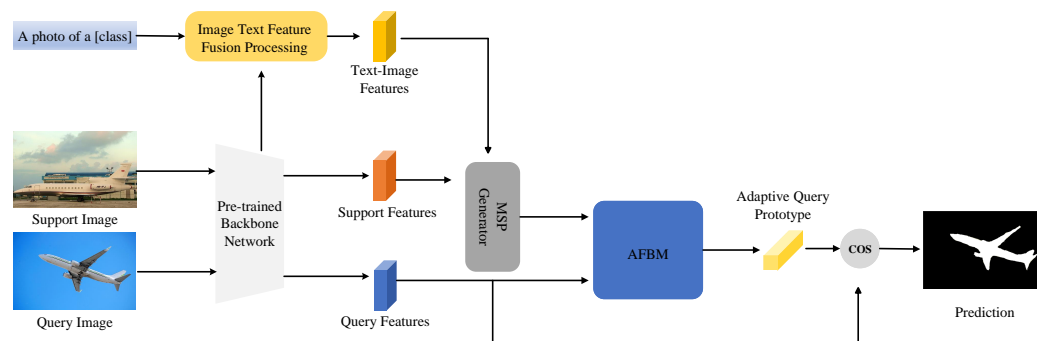 A photo of a [class]
Image Text Feature
Fusion Processing
Text-Image
Features
Support Image
Pre-trained
Backbone
Network
Support Features
MSP
Generator
Query Image
Query Features
AFBM
Adaptive Query
Prototype
COS
Prediction